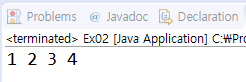 Problems @ Javadoc Declaration
<terminated> Ex02 [Java Application] C:₩Pro
1 2 3 4